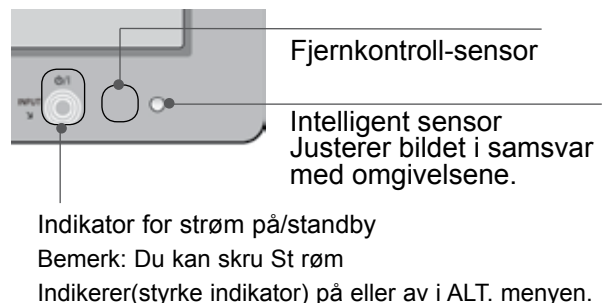 Fjernkontroll-sensor
⏻/I
INPUT
Intelligent sensor
Justerer bildet i samsvar
med omgivelsene.
Indikator for strøm på/standby
Bemerk: Du kan skru St røm
Indikerer(styrke indikator) på eller av i ALT. menyen.